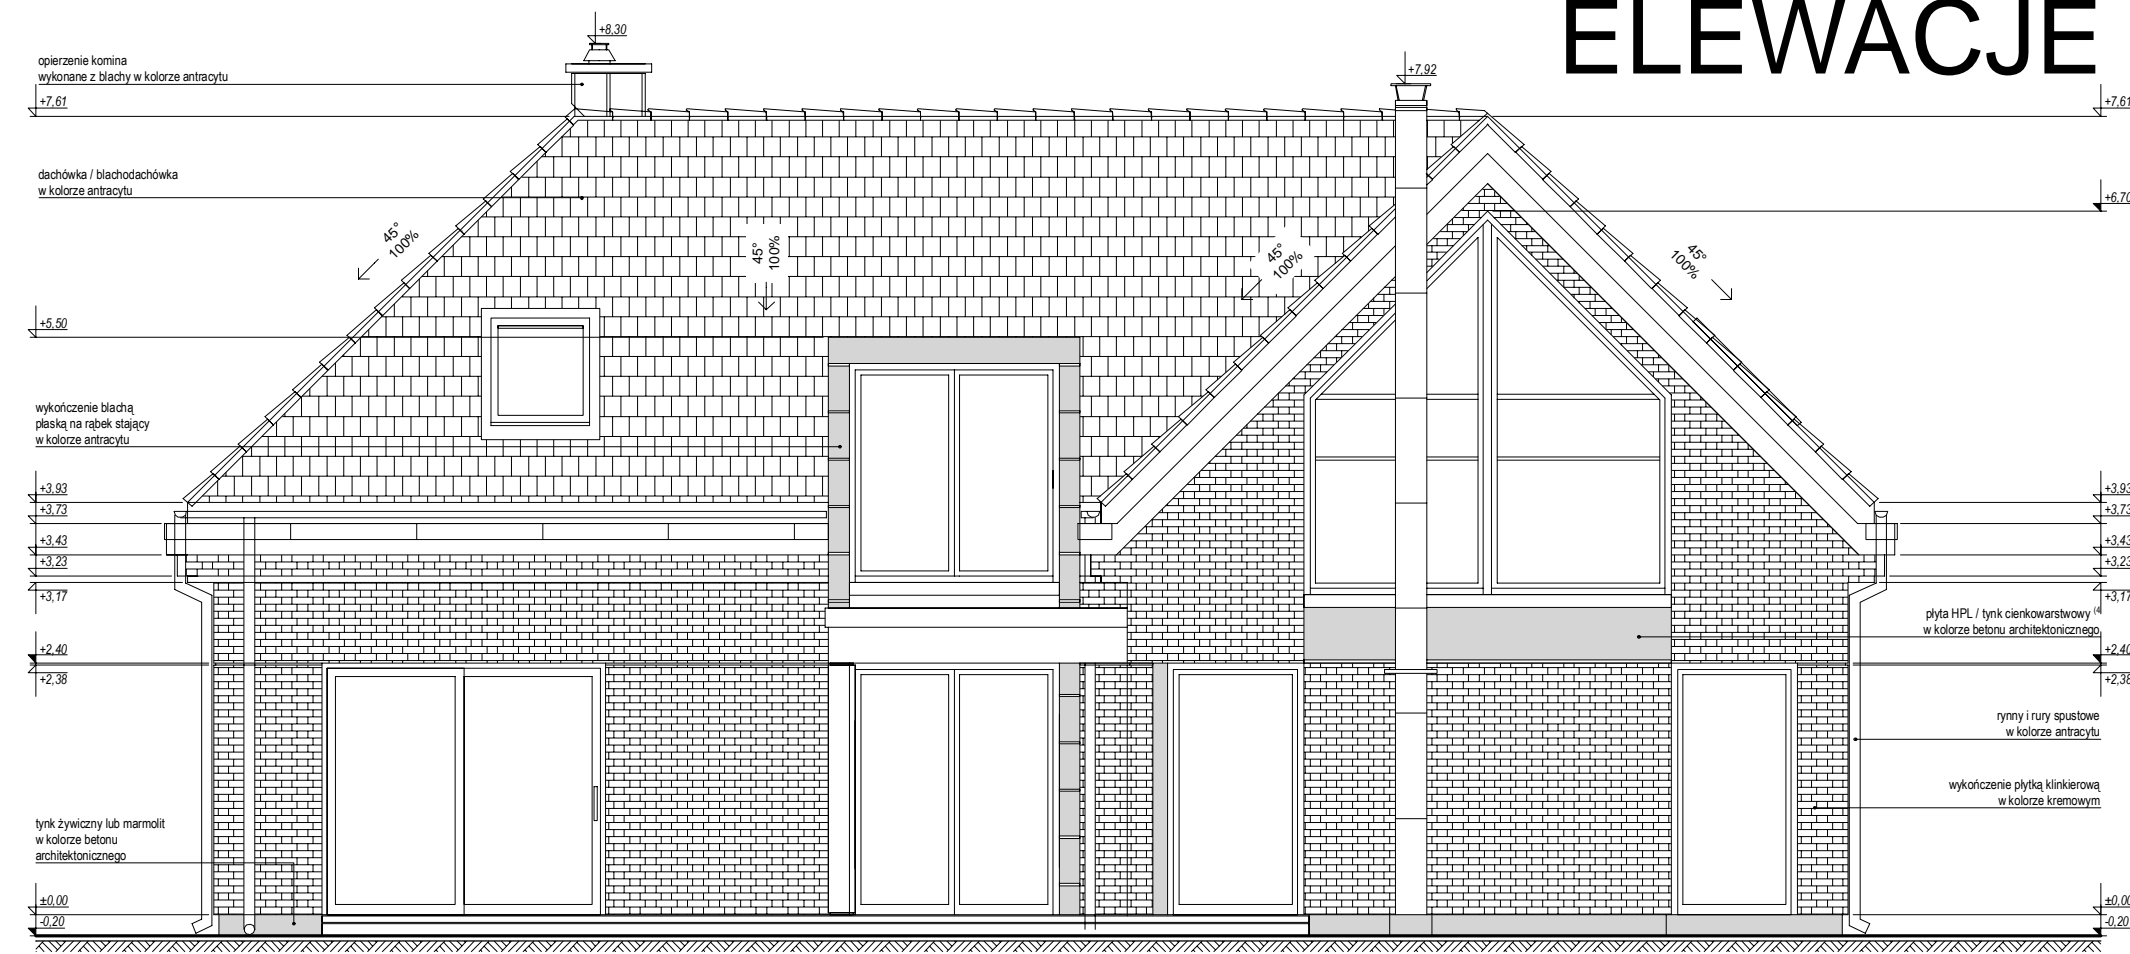 ELEWACJE
+8,30
opierzenie komina
wykonane z blachy w kolorze antracytu
+7,92
+7,61
+7,61
dachówka / blachodachówka
w kolorze antracytu
+6,70
45°
100%
45°
100%
45°
100%
45°
100%
+5,50
wykończenie blachą
płaską na rąbek stający
w kolorze antracytu
+3,93
+3,73
+3,43
+3,23
+3,17
+2,40
+2,38
+3,93
+3,73
+3,43
+3,23
+3,17
płyta HPL / tynk cienkowarstwowy (4
w kolorze betonu architektonicznego
+2,40
+2,38
rynny i rury spustowe
w kolorze antracytu
wykończenie płytką klinkierową
w kolorze kremowym
tynk żywiczny lub marmolit
w kolorze betonu
architektonicznego
±0,00
-0,20
±0,00
-0,20